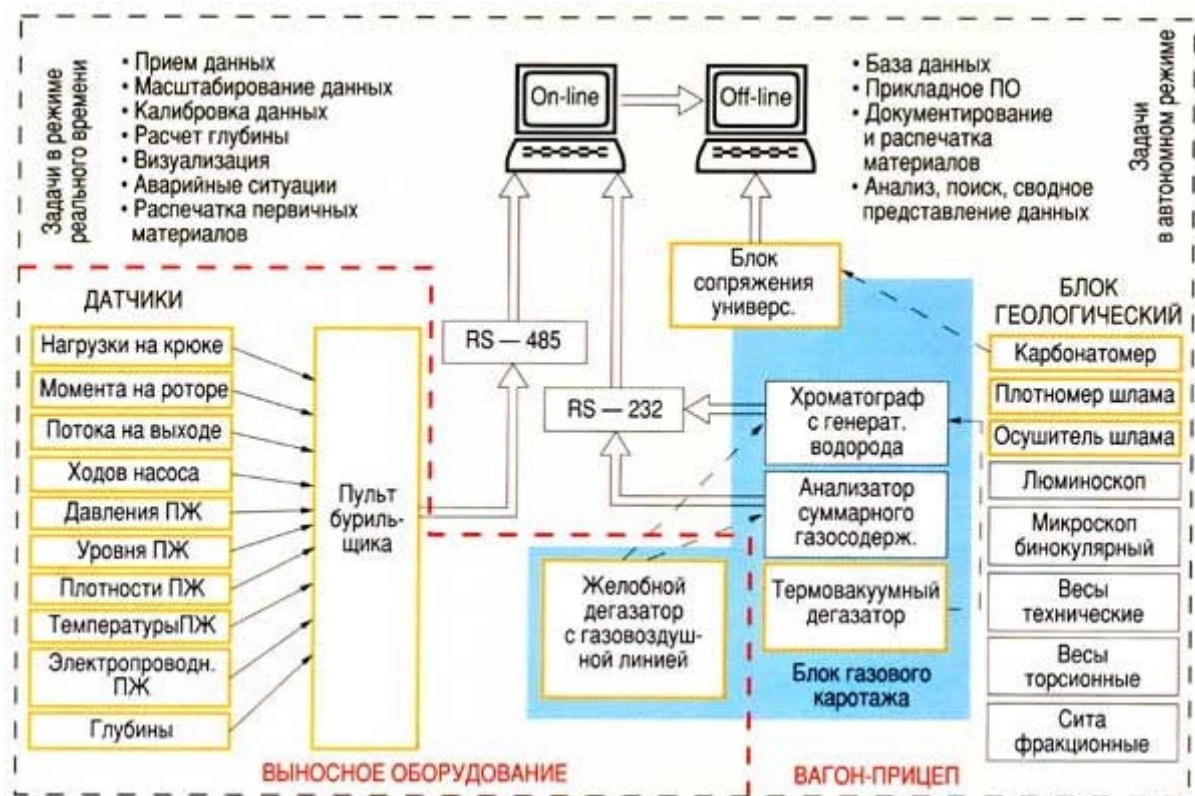 Задачи в режиме
реального времени
• Прием данных
• Масштабирование данных
• Калибровка данных
• Расчет глубины
• Визуализация
• Аварийные ситуации
• Распечатка первичных
материалов
On-line
Off-line
• База данных
• Прикладное ПО
• Документирование
и распечатка
материалов
• Анализ, поиск, сводное
представление данных
Задачи
в автономном режиме
ДАТЧИКИ
Нагрузки на крюке
Момента на роторе
Потока на выходе
Ходов насоса
Давления ПЖ
Уровня ПЖ
Плотности ПЖ
ТемпературыПЖ
Электропроводн.
ПЖ
Глубины
Пульт
буриль-
щика
RS — 485
RS — 232
Блок
сопряжения
универс.
Хроматограф
с генерат.
водорода
Анализатор
суммарного
газосодерж.
Термовакуумный
дегазатор
Желобной
дегазатор
с газовоздуш-
ной линией
Блок газового
каротажа
БЛОК
ГЕОЛОГИЧЕСКИЙ
Карбонатомер
Плотномер шлама
Осушитель шлама
Люминоскоп
Микроскоп
бинокулярный
Весы
технические
Весы
торсионные
Сита
фракционные
ВЫНОСНОЕ ОБОРУДОВАНИЕ
ВАГОН-ПРИЦЕП